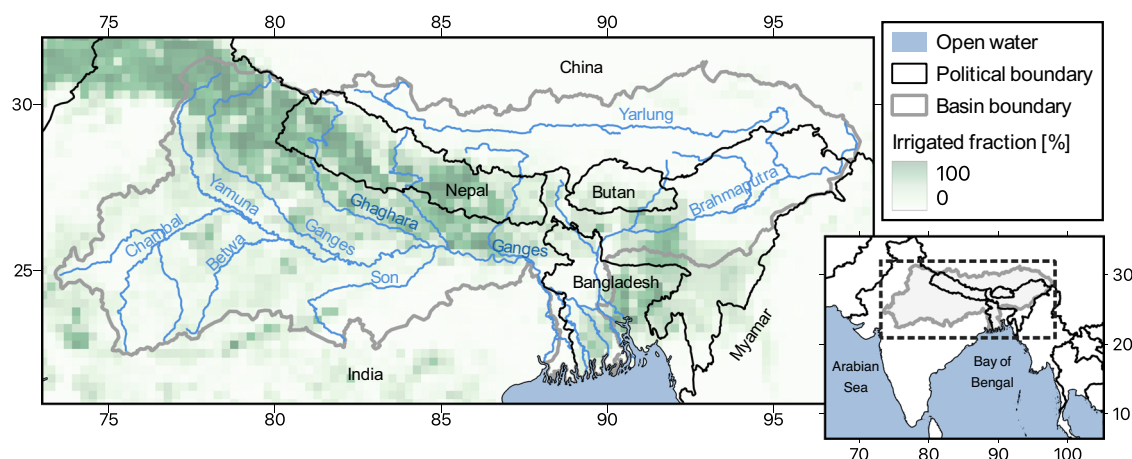 75
80
85
90
95
30
25
China
Yarlung
Nepal
Butan
Brahmaputra
Yamuna
Ghaghara
Chambal
Betwa
Ganges
Ganges
Son
Bangladesh
India
Myamar
75
80
85
90
95
Open water
Political boundary
Basin boundary
Irrigated fraction [%]
100
0
30
20
10
Arabian
Sea
Bay of
Bengal
70
80
90
100